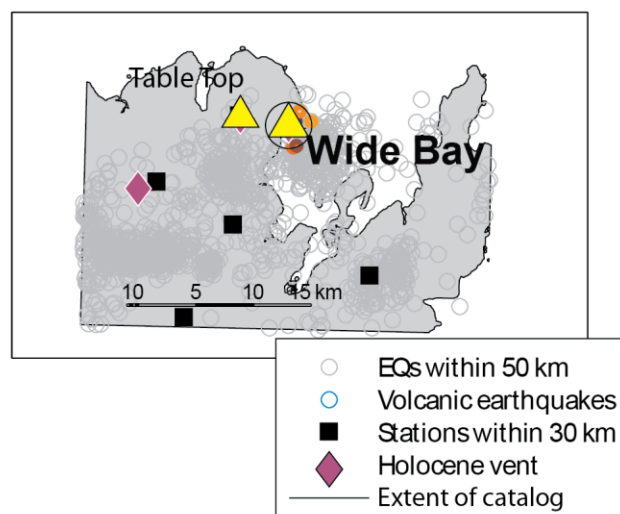 Table Top
Wide Bay
10 5 10 15 km
EQs within 50 km
Volcanic earthquakes
Stations within 30 km
Holocene vent
Extent of catalog